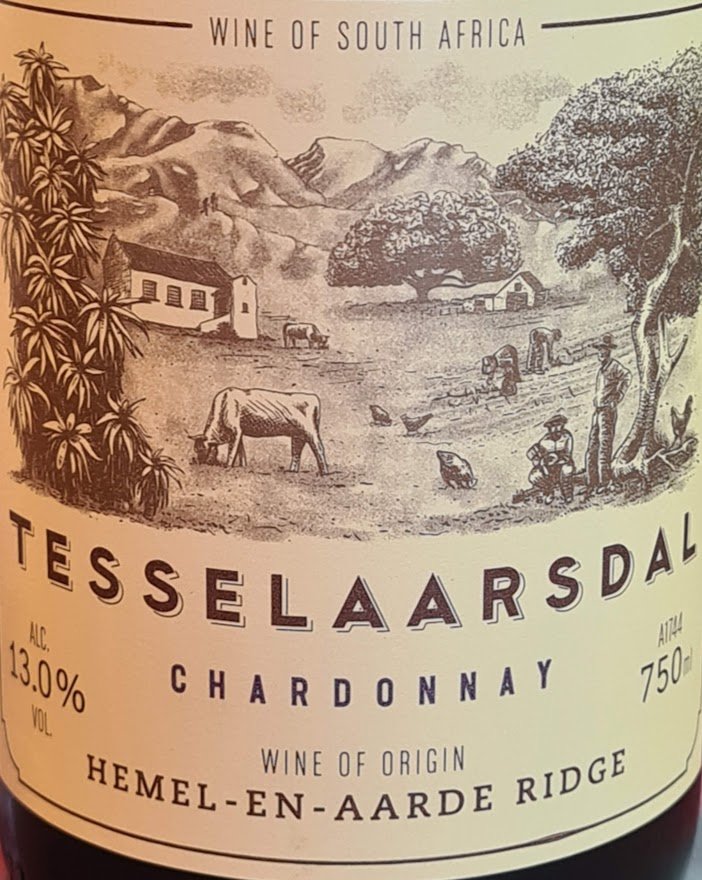 WINE OF SOUTH AFRICA
TESSELAARSDAL
ALC.
13.0%
VOL.
CHARDONNAY
A1744
750ml
WINE OF ORIGIN
HEMEL-EN-AARDE RIDGE